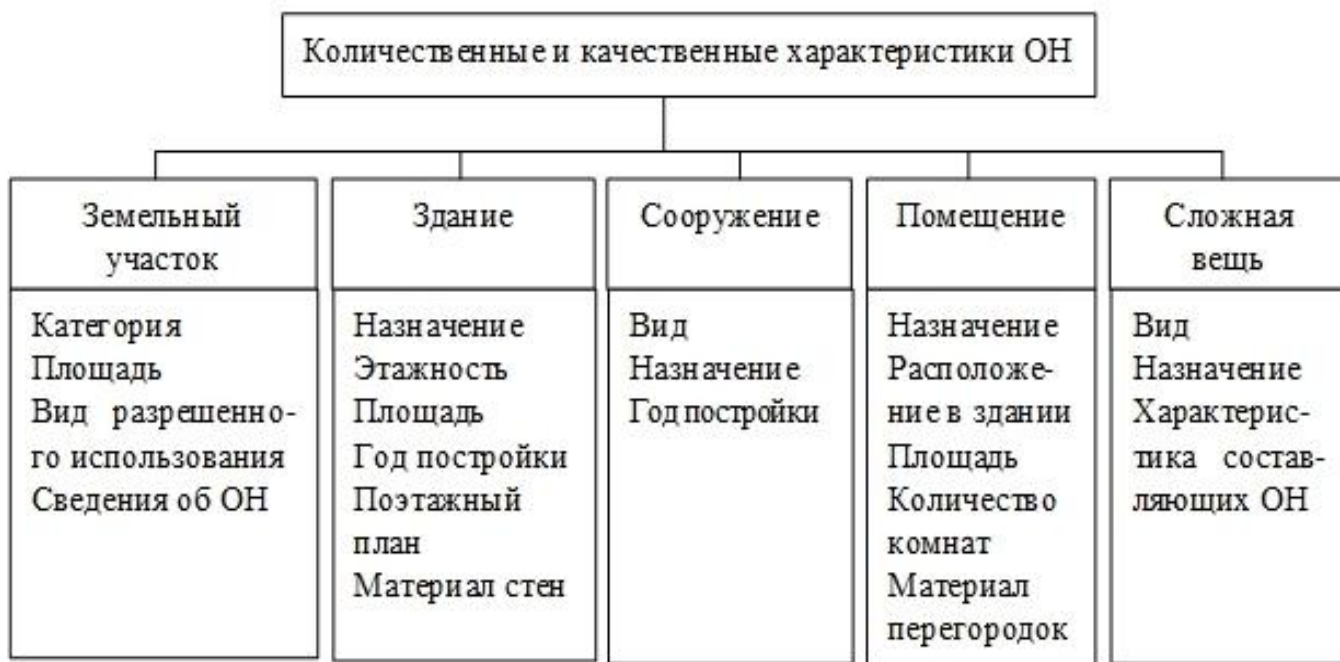 Количественные и качественные характеристики ОН
Земельный
участок
Категория
Площадь
Вид разрешенно-
го использования
Сведения об ОН
Здание
Назначение
Этажность
Площадь
Год постройки
Поэтажный
план
Материал стен
Сооружение
Вид
Назначение
Год постройки
Помещение
Назначение
Расположе-
ние в здании
Площадь
Количество
комнат
Материал
перегородок
Сложная
вещь
Вид
Назначение
Характерис-
тика состав-
ляющих ОН